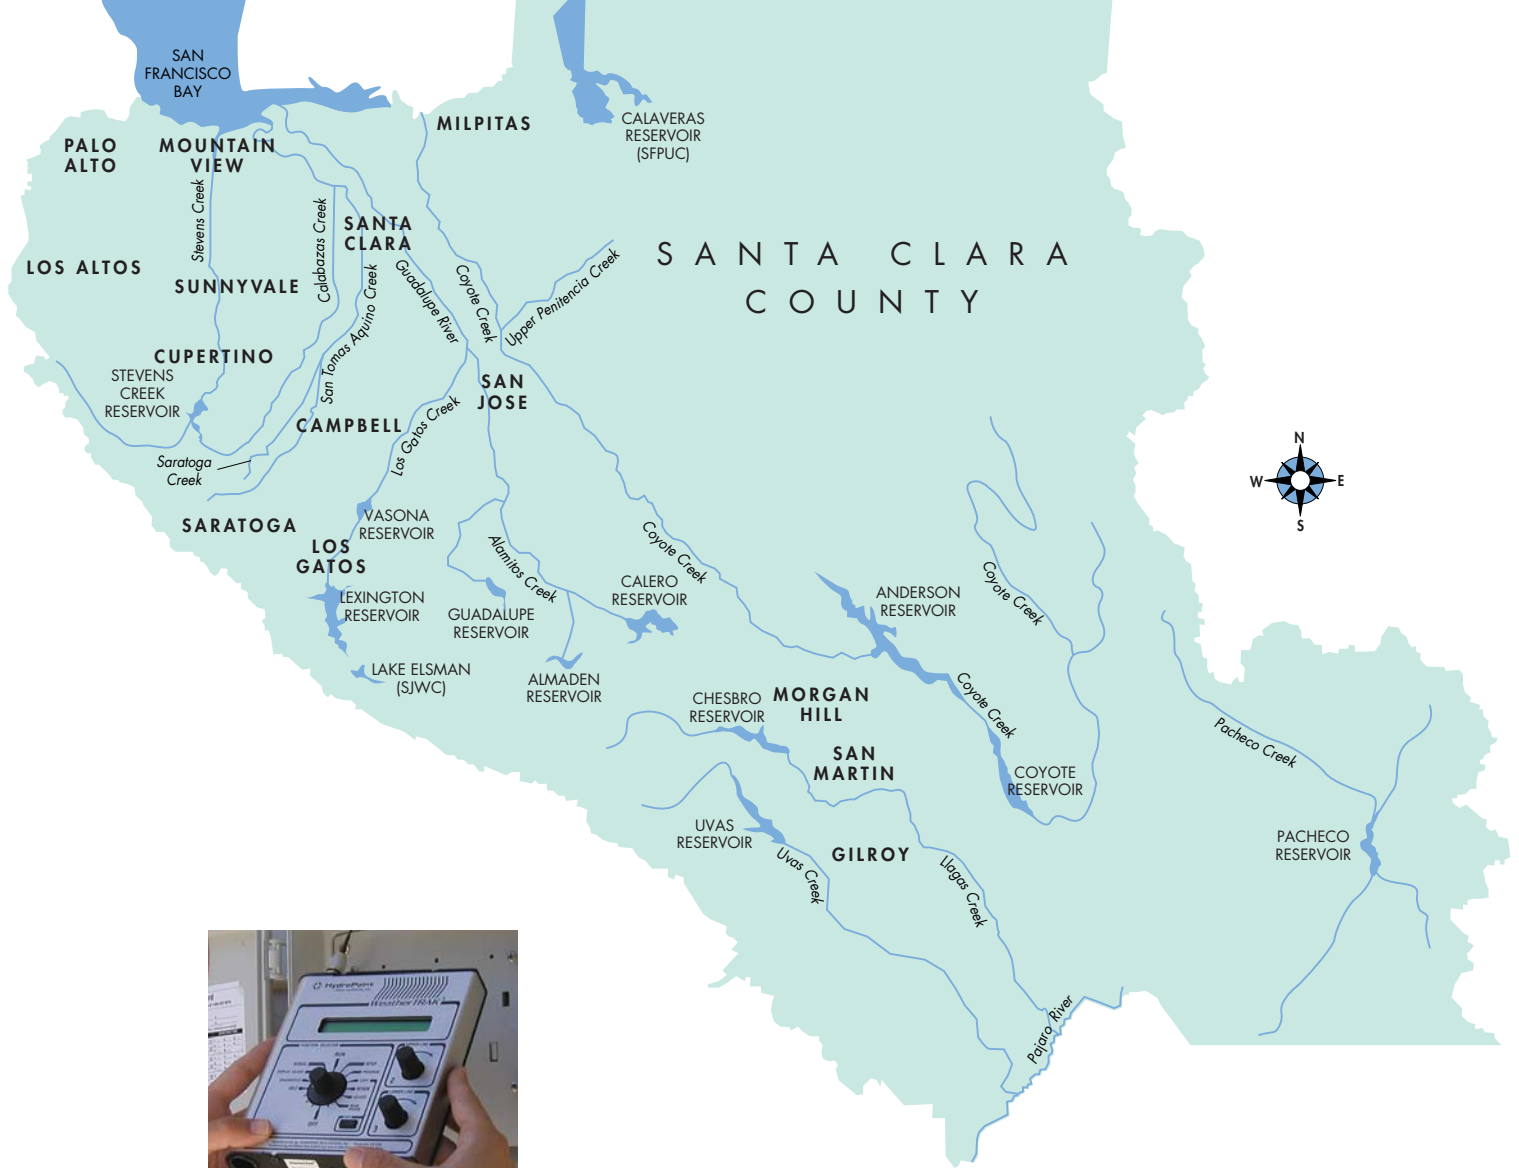 SAN
FRANCISCO
BAY
PALO
ALTO
MOUNTAIN
VIEW
MILPITAS
CALAVERAS
RESERVOIR
(SFPUC)
Stevens Creek
Calabazas Creek
SANTA
CLARA
SANTA CLARA
COUNTY
LOS ALTOS
SUNNYVALE
San Tomas Aquino Creek
Guadalupe River
Coyote Creek
Upper Penitencia Creek
CUPERTINO
STEVENS
CREEK
RESERVOIR
SAN
JOSE
CAMPBELL
Los Gatos Creek
Saratoga
Creek
N
W
E
S
SARATOGA
VASONA
RESERVOIR
LOS
GATOS
Alamitos Creek
Coyote Creek
LEXINGTON
RESERVOIR
GUADALUPE
RESERVOIR
CALERO
RESERVOIR
ANDERSON
RESERVOIR
Coyote Creek
LAKE ELSMAN
(SJWC)
ALMADEN
RESERVOIR
CHESBRO
RESERVOIR
MORGAN
HILL
Coyote Creek
SAN
MARTIN
COYOTE
RESERVOIR
Pacheco Creek
UVAS
RESERVOIR
Uvas Creek
GILROY
Llagas Creek
PACHECO
RESERVOIR
Pajaro River
HydroPoint
WeatherTRAK
RUN
OFF